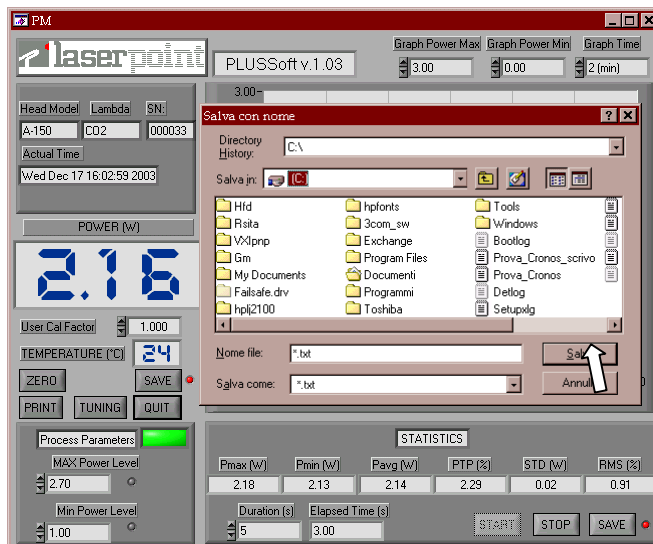 PM
laserpoint
PLUSSoft v.1.03
Graph Power Max
3.00
Graph Power Min
0.00
Graph Time
2 (min)
Head Model
Lambda
SN:
A-150
CO2
000033
Actual Time
Wed Dec 17 16:02:59 2003
POWER (W)
2.16
User Cal Factor
1.000
TEMPERATURE (°C)
24
ZERO
SAVE
PRINT
TUNING
QUIT
3.00-
Salva con nome
Directory
History:
C:\
Salva in:
(C:)
Hfd
Rsita
VXIpnp
Gm
My Documents
Failsafe.drv
hplj2100
hpfonts
3com_sw
Exchange
Program Files
Documenti
Programmi
Toshiba
Tools
Windows
Bootlog
Prova_Cronos_scrivo
Prova_Cronos
Detlog
Setupxlg
Nome file:
*.txt
Salva come:
*.txt
Process Parameters
MAX Power Level
2.70
Min Power Level
1.00
STATISTICS
Pmax (W)
Pmin (W)
Pavg (W)
PTP (%)
STD (W)
RMS (%)
2.18
2.13
2.14
2.29
0.02
0.91
Duration (s)
5
Elapsed Time (s)
3.00
START
STOP
SAVE